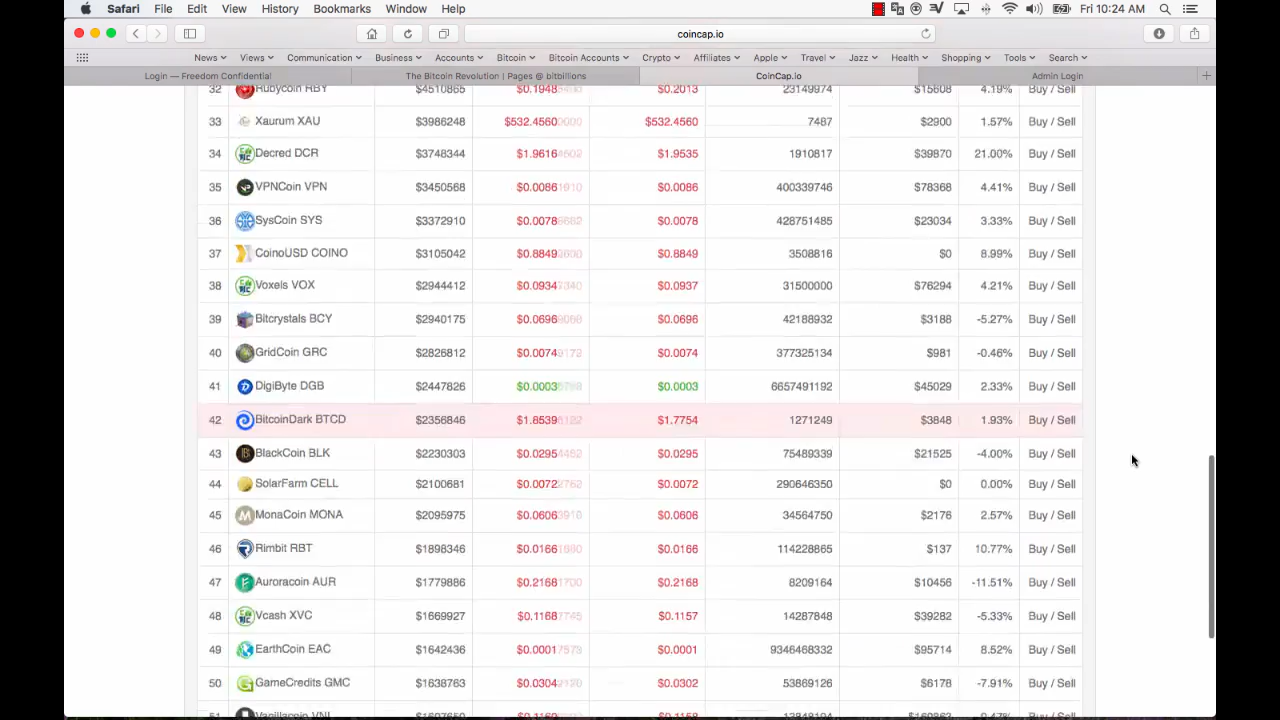 Safari File Edit View History Bookmarks Window Help Fri 10:24 AM
coincap.io
News Views Communication Business Accounts Bitcoin Bitcoin Accounts Crypto Affiliates Apple Travel Jazz Health Shopping Tools Search
Login — Freedom Confidential The Bitcoin Revolution | Pages @ bitbillions CoinCap.io Admin Login
32 Rubycoin RBY $4510865 $0.1948 $0.2013 23149974 $15608 4.19% Buy / Sell
33 Xaurum XAU $3986248 $532.4560 $532.4560 7487 $2900 1.57% Buy / Sell
34 Decred DCR $3748344 $1.9616 $1.9535 1910817 $39870 21.00% Buy / Sell
35 VPNCoin VPN $3450568 $0.0086 $0.0086 400339746 $78368 4.41% Buy / Sell
36 SysCoin SYS $3372910 $0.0078 $0.0078 428751485 $23034 3.33% Buy / Sell
37 CoinoUSD COINO $3105042 $0.8849 $0.8849 3508816 $0 8.99% Buy / Sell
38 Voxels VOX $2944412 $0.0934 $0.0937 31500000 $76294 4.21% Buy / Sell
39 Bitcrystals BCY $2940175 $0.0696 $0.0696 42188932 $3188 -5.27% Buy / Sell
40 GridCoin GRC $2826812 $0.0074 $0.0074 377325134 $981 -0.46% Buy / Sell
41 DigiByte DGB $2447826 $0.0003 $0.0003 6657491192 $45029 2.33% Buy / Sell
42 BitcoinDark BTCD $2356846 $1.8539 $1.7754 1271249 $3848 1.93% Buy / Sell
43 BlackCoin BLK $2230303 $0.0295 $0.0295 75489339 $21525 -4.00% Buy / Sell
44 SolarFarm CELL $2100681 $0.0072 $0.0072 290646350 $0 0.00% Buy / Sell
45 MonaCoin MONA $2095975 $0.0606 $0.0606 34564750 $2176 2.57% Buy / Sell
46 Rimbit RBT $1898346 $0.0166 $0.0166 114228865 $137 10.77% Buy / Sell
47 Auroracoin AUR $1779886 $0.2168 $0.2168 8209164 $10456 -11.51% Buy / Sell
48 Vcash XVC $1669927 $0.1168 $0.1157 14287848 $39282 -5.33% Buy / Sell
49 EarthCoin EAC $1642436 $0.0001 $0.0001 9346468332 $95714 8.52% Buy / Sell
50 GameCredits GMC $1638763 $0.0304 $0.0302 53869126 $6178 -7.91% Buy / Sell